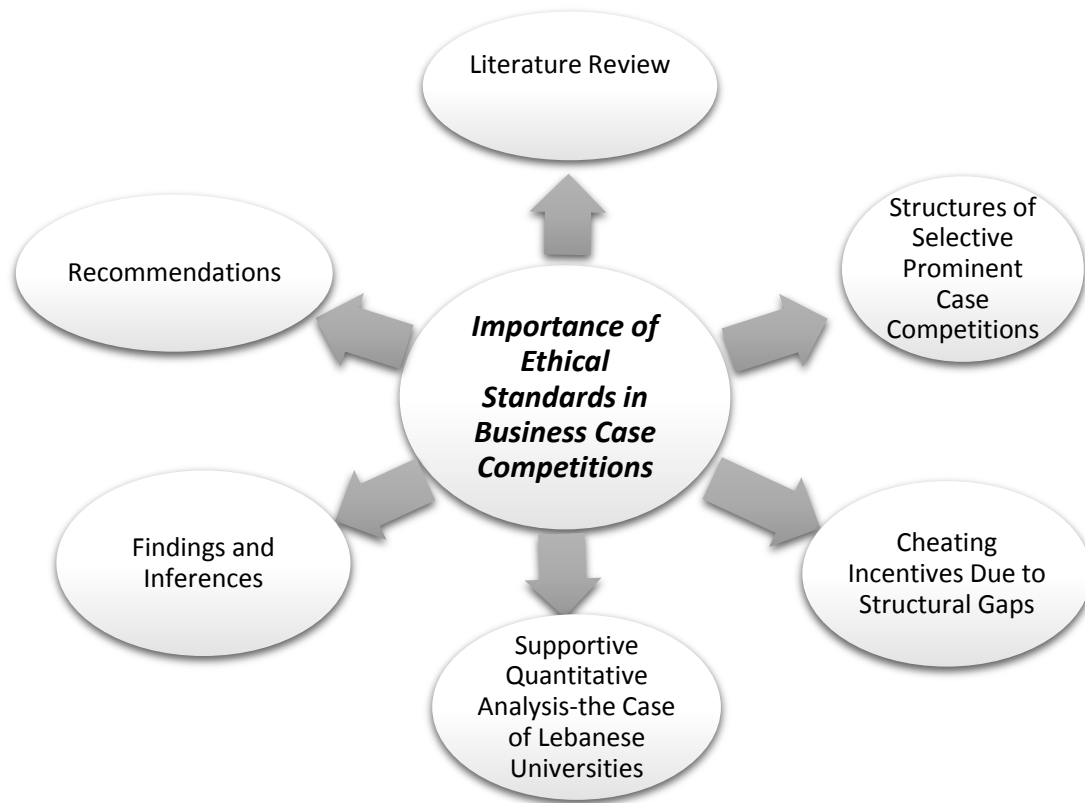 Literature Review
Structures of
Selective
Prominent
Case
Competitions
Recommendations
Importance of
Ethical
Standards in
Business Case
Competitions
Findings and
Inferences
Cheating
Incentives Due to
Structural Gaps
Supportive
Quantitative
Analysis-the Case
of Lebanese
Universities